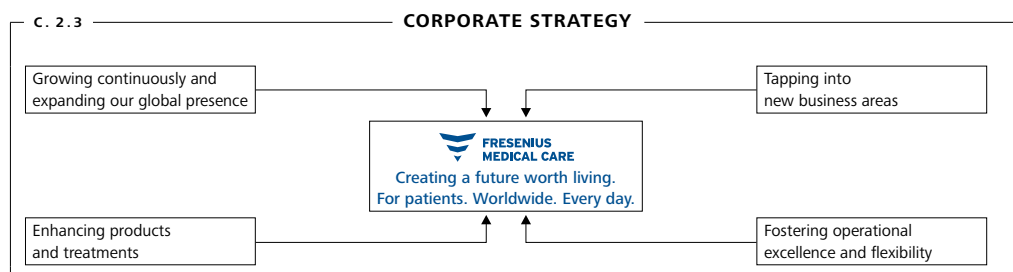 C. 2.3
CORPORATE STRATEGY
Growing continuously and
expanding our global presence
Tapping into
new business areas
FRESENIUS
MEDICAL CARE
Creating a future worth living.
For patients. Worldwide. Every day.
Enhancing products
and treatments
Fostering operational
excellence and flexibility